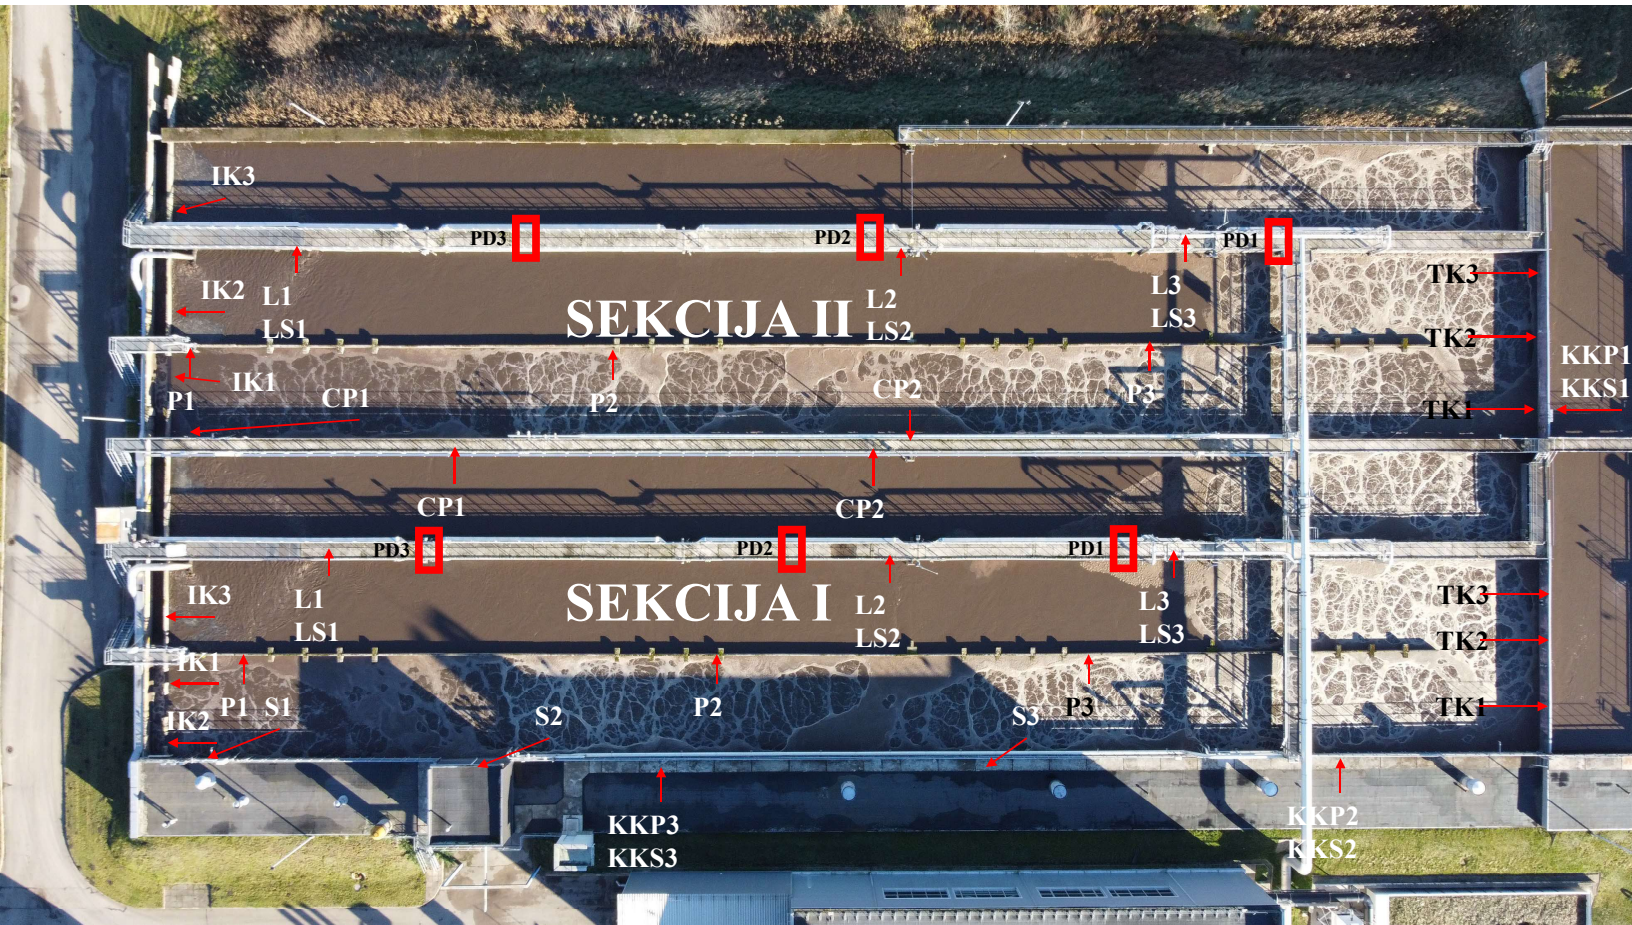 IK3
PD3
PD2
PD1
TK3
IK2
L1
LS1
SEKCIJA II
L2
LS2
L3
LS3
TK2
KKP1
KKS1
IK1
P1
CP1
P2
CP2
P3
TK1
CP1
CP2
PD3
PD2
PD1
IK3
L1
LS1
SEKCIJA I
L2
LS2
L3
LS3
TK3
TK2
IK1
P1
S1
IK2
S2
P2
S3
P3
TK1
KKP3
KKS3
KKP2
KKS2